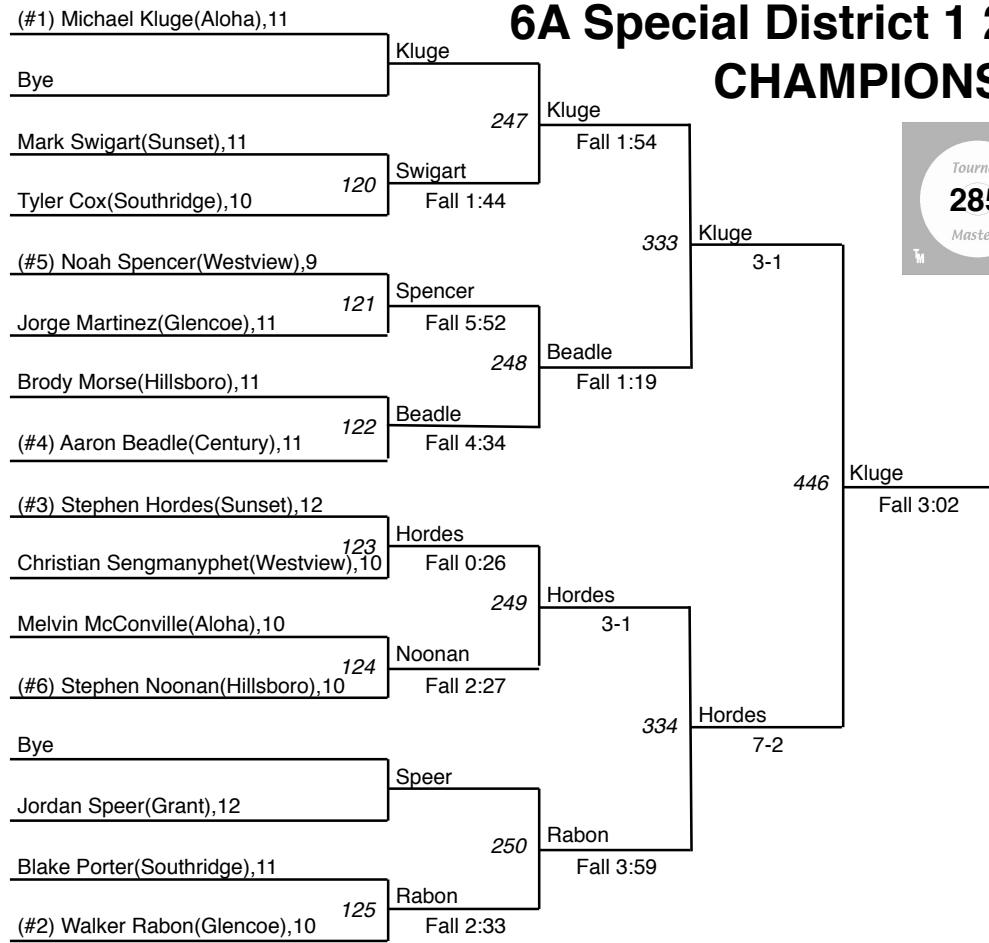 6A Special District 1
CHAMPIONS
(#1) Michael Kluge(Aloha),11
Kluge
Bye
247
Kluge
Fall 1:54
Mark Swigart(Sunset),11
120
Swigart
Fall 1:44
Tyler Cox(Southridge),10
333
Kluge
3-1
(#5) Noah Spencer(Westview),9
121
Spencer
Fall 5:52
Jorge Martinez(Glencoe),11
248
Beadle
Fall 1:19
Brody Morse(Hillsboro),11
122
Beadle
Fall 4:34
(#4) Aaron Beadle(Century),11
446
Kluge
Fall 3:02
(#3) Stephen Hordes(Sunset),12
123
Hordes
Fall 0:26
Christian Sengmanyphet(Westview),10
249
Hordes
3-1
Melvin McConville(Aloha),10
124
Noonan
Fall 2:27
(#6) Stephen Noonan(Hillsboro),10
334
Hordes
7-2
Bye
Speer
Jordan Speer(Grant),12
250
Rabon
Fall 3:59
Blake Porter(Southridge),11
125
Rabon
Fall 2:33
(#2) Walker Rabon(Glencoe),10
TM